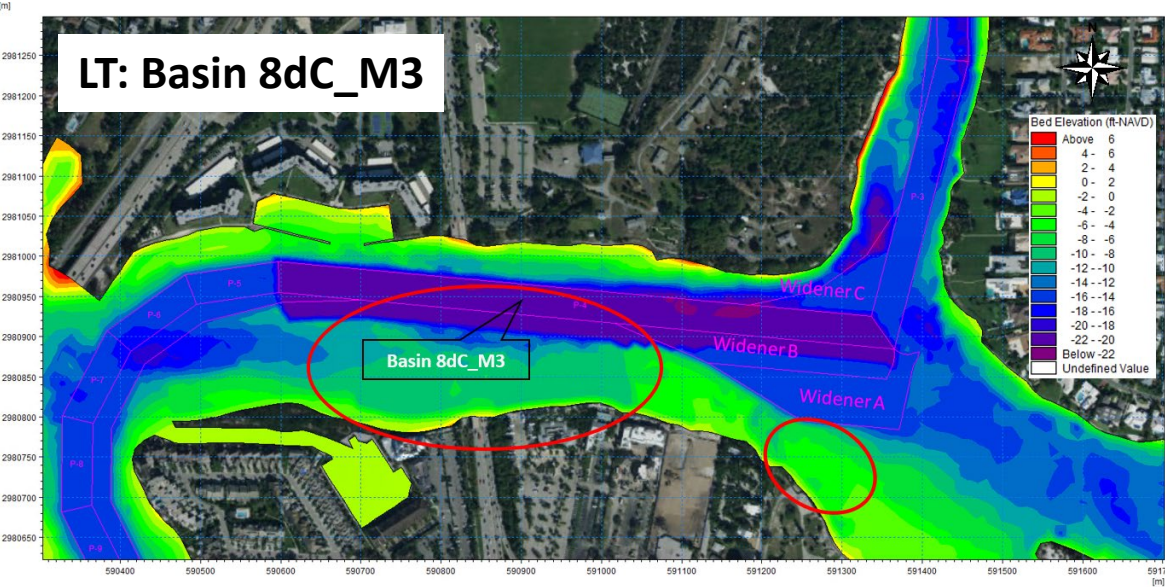 [m]
LT: Basin 8dC_M3
2981250
2981200
2981150
2981100
2981050
2981000
2980950
2980900
2980850
2980800
2980750
2980700
2980650
N
Bed Elevation (ft-NAVD)
Above 6
4 - 6
2 - 4
0 - 2
-2 - 0
-4 - -2
-6 - -4
-8 - -6
-10 - -8
-12 - -10
-14 - -12
-16 - -14
-18 - -16
-20 - -18
-22 - -20
Below -22
Undefined Value
P-3
P-5
Widener C
P-4
P-6
Widener B
Basin 8dC_M3
P-7
Widener A
P-8
P-9
590400
590500
590600
590700
590800
590900
591000
591100
591200
591300
591400
591500
591600
5917
[m]